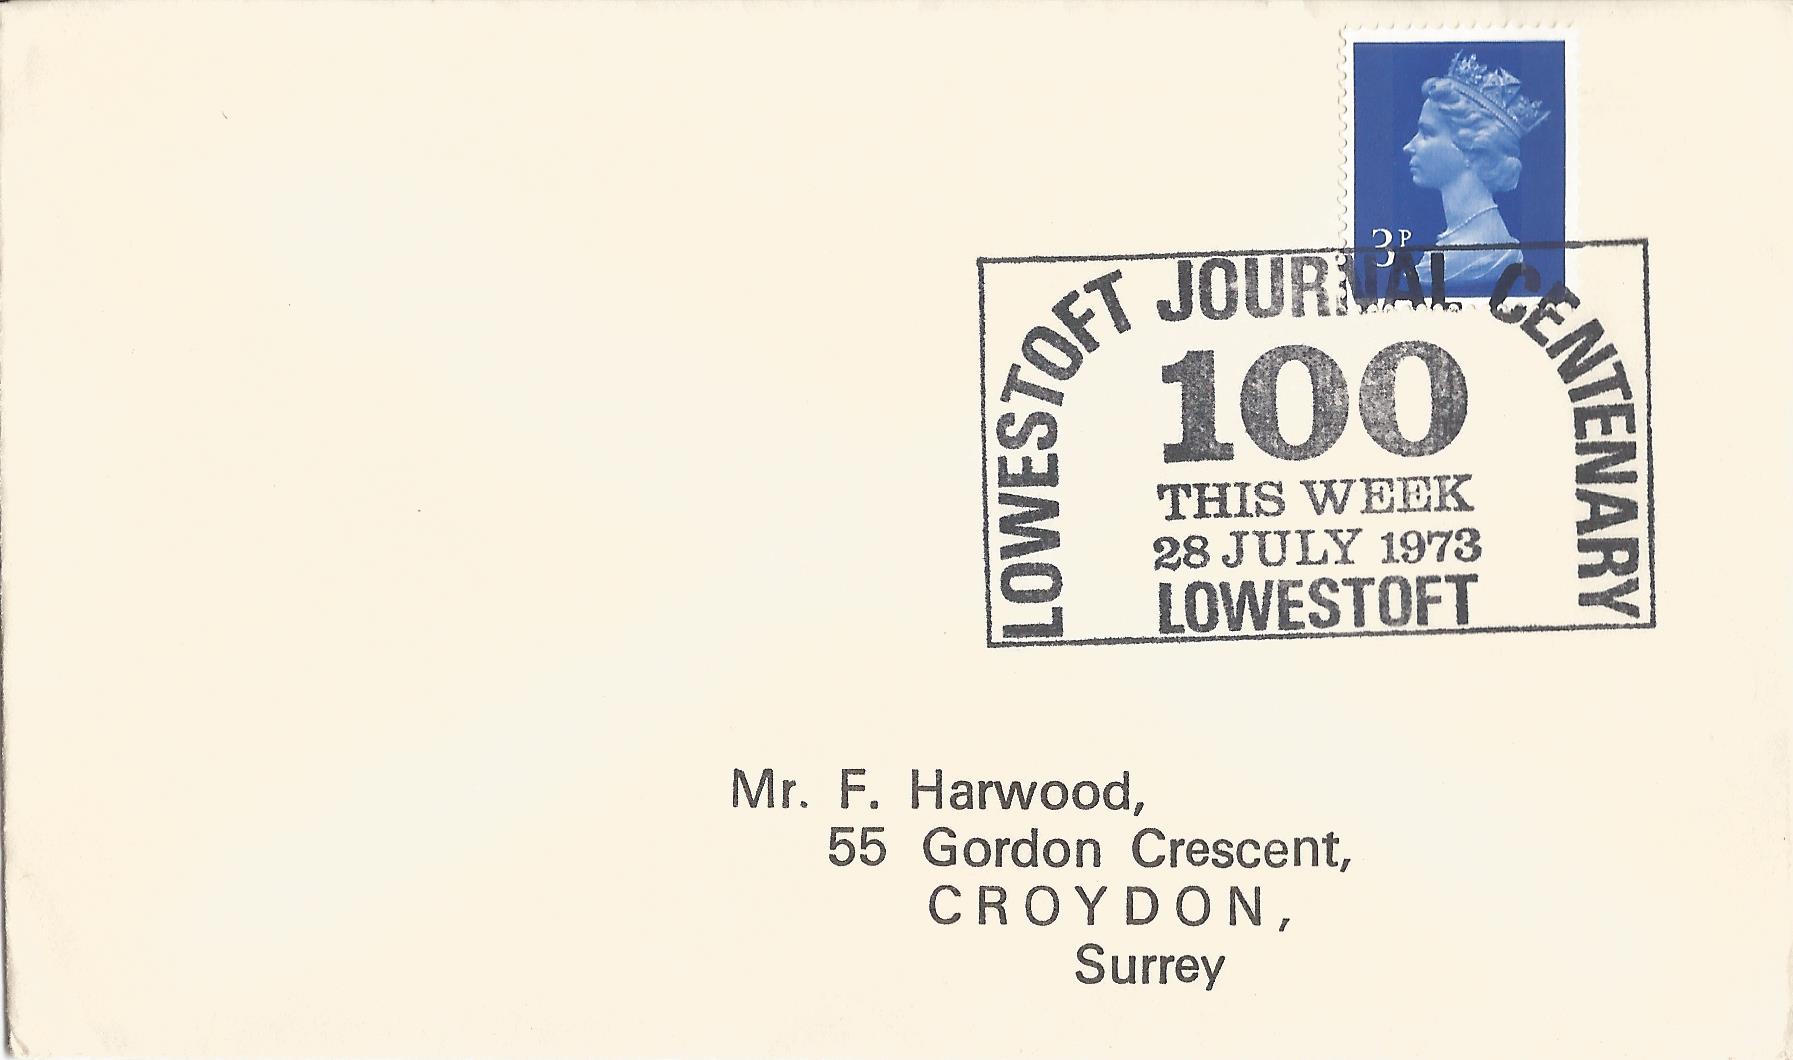 3P
LOWESTOFT JOURNAL CENTENARY
100
THIS WEEK
28 JULY 1973
LOWESTOFT
Mr. F. Harwood,
55 Gordon Crescent,
CROYDON,
Surrey